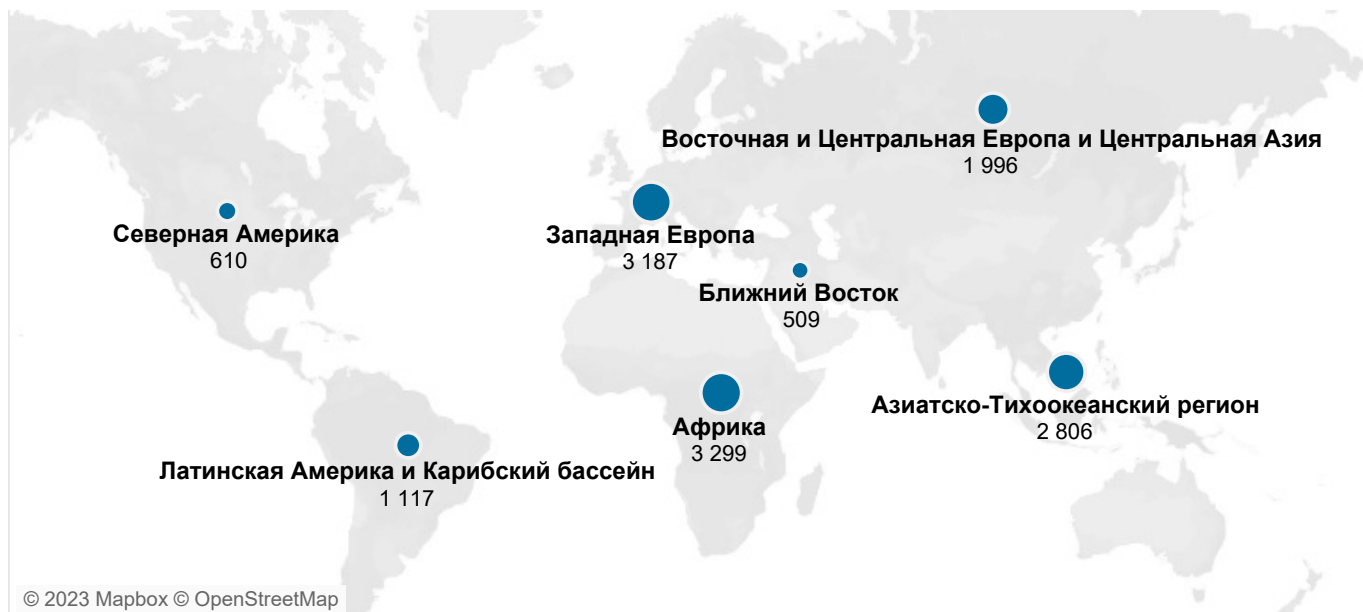 Восточная и Центральная Европа и Центральная Азия
1 996
Северная Америка
610
Западная Европа
3 187
Ближний Восток
509
Азиатско-Тихоокеанский регион
2 806
Африка
3 299
Латинская Америка и Карибский бассейн
1 117
© 2023 Mapbox © OpenStreetMap